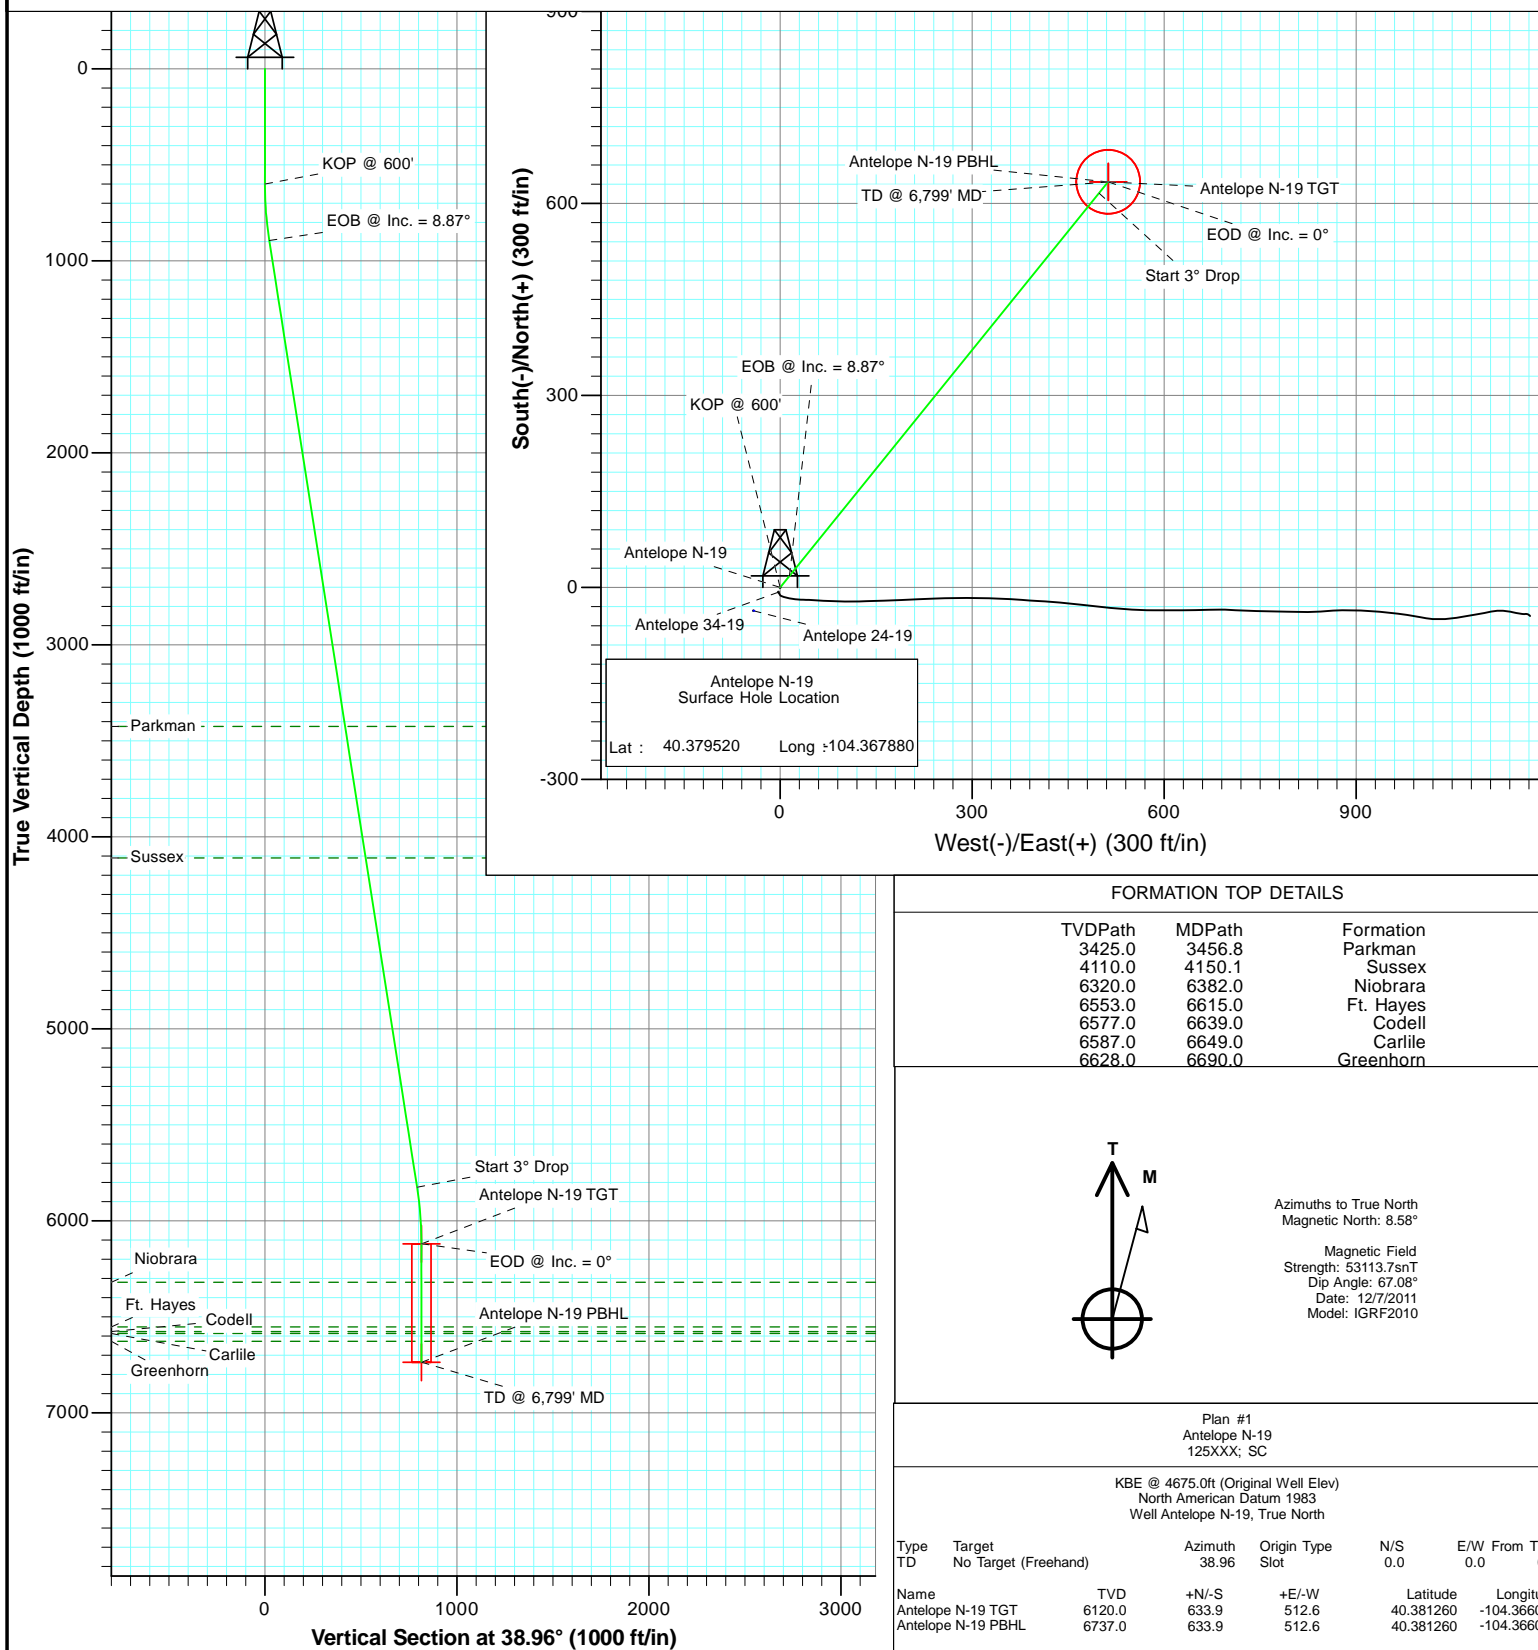 0
1000
2000
3000
4000
5000
6000
7000
True Vertical Depth (1000 ft/in)
KOP @ 600'
EOB @ Inc. = 8.87°
Parkman
Sussex
Start 3° Drop
Antelope N-19 TGT
EOD @ Inc. = 0°
Niobrara
Ft. Hayes
Codell
Carlile
Greenhorn
Antelope N-19 PBHL
TD @ 6,799' MD
0
1000
2000
3000
Vertical Section at 38.96° (1000 ft/in)
900
600
300
0
-300
South(-)/North(+) (300 ft/in)
Antelope N-19 PBHL
TD @ 6,799' MD
Antelope N-19 TGT
EOD @ Inc. = 0°
Start 3° Drop
EOB @ Inc. = 8.87°
KOP @ 600'
Antelope N-19
Antelope 34-19
Antelope 24-19
Antelope N-19
Surface Hole Location
Lat : 40.379520 Long :-104.367880
0
300
600
900
West(-)/East(+) (300 ft/in)
FORMATION TOP DETAILS
TVDPath MDPath Formation
3425.0 3456.8 Parkman
4110.0 4150.1 Sussex
6320.0 6382.0 Niobrara
6553.0 6615.0 Ft. Hayes
6577.0 6639.0 Codell
6587.0 6649.0 Carlile
6628.0 6690.0 Greenhorn
T
M
Azimuths to True North
Magnetic North: 8.58°
Magnetic Field
Strength: 53113.7snT
Dip Angle: 67.08°
Date: 12/7/2011
Model: IGRF2010
Plan #1
Antelope N-19
125XXX; SC
KBE @ 4675.0ft (Original Well Elev)
North American Datum 1983
Well Antelope N-19, True North
Type Target Azimuth Origin Type N/S E/W From T
TD No Target (Freehand) 38.96 Slot 0.0 0.0
Name TVD +N/-S +E/-W Latitude Longitu
Antelope N-19 TGT 6120.0 633.9 512.6 40.381260 -104.3660
Antelope N-19 PBHL 6737.0 633.9 512.6 40.381260 -104.3660